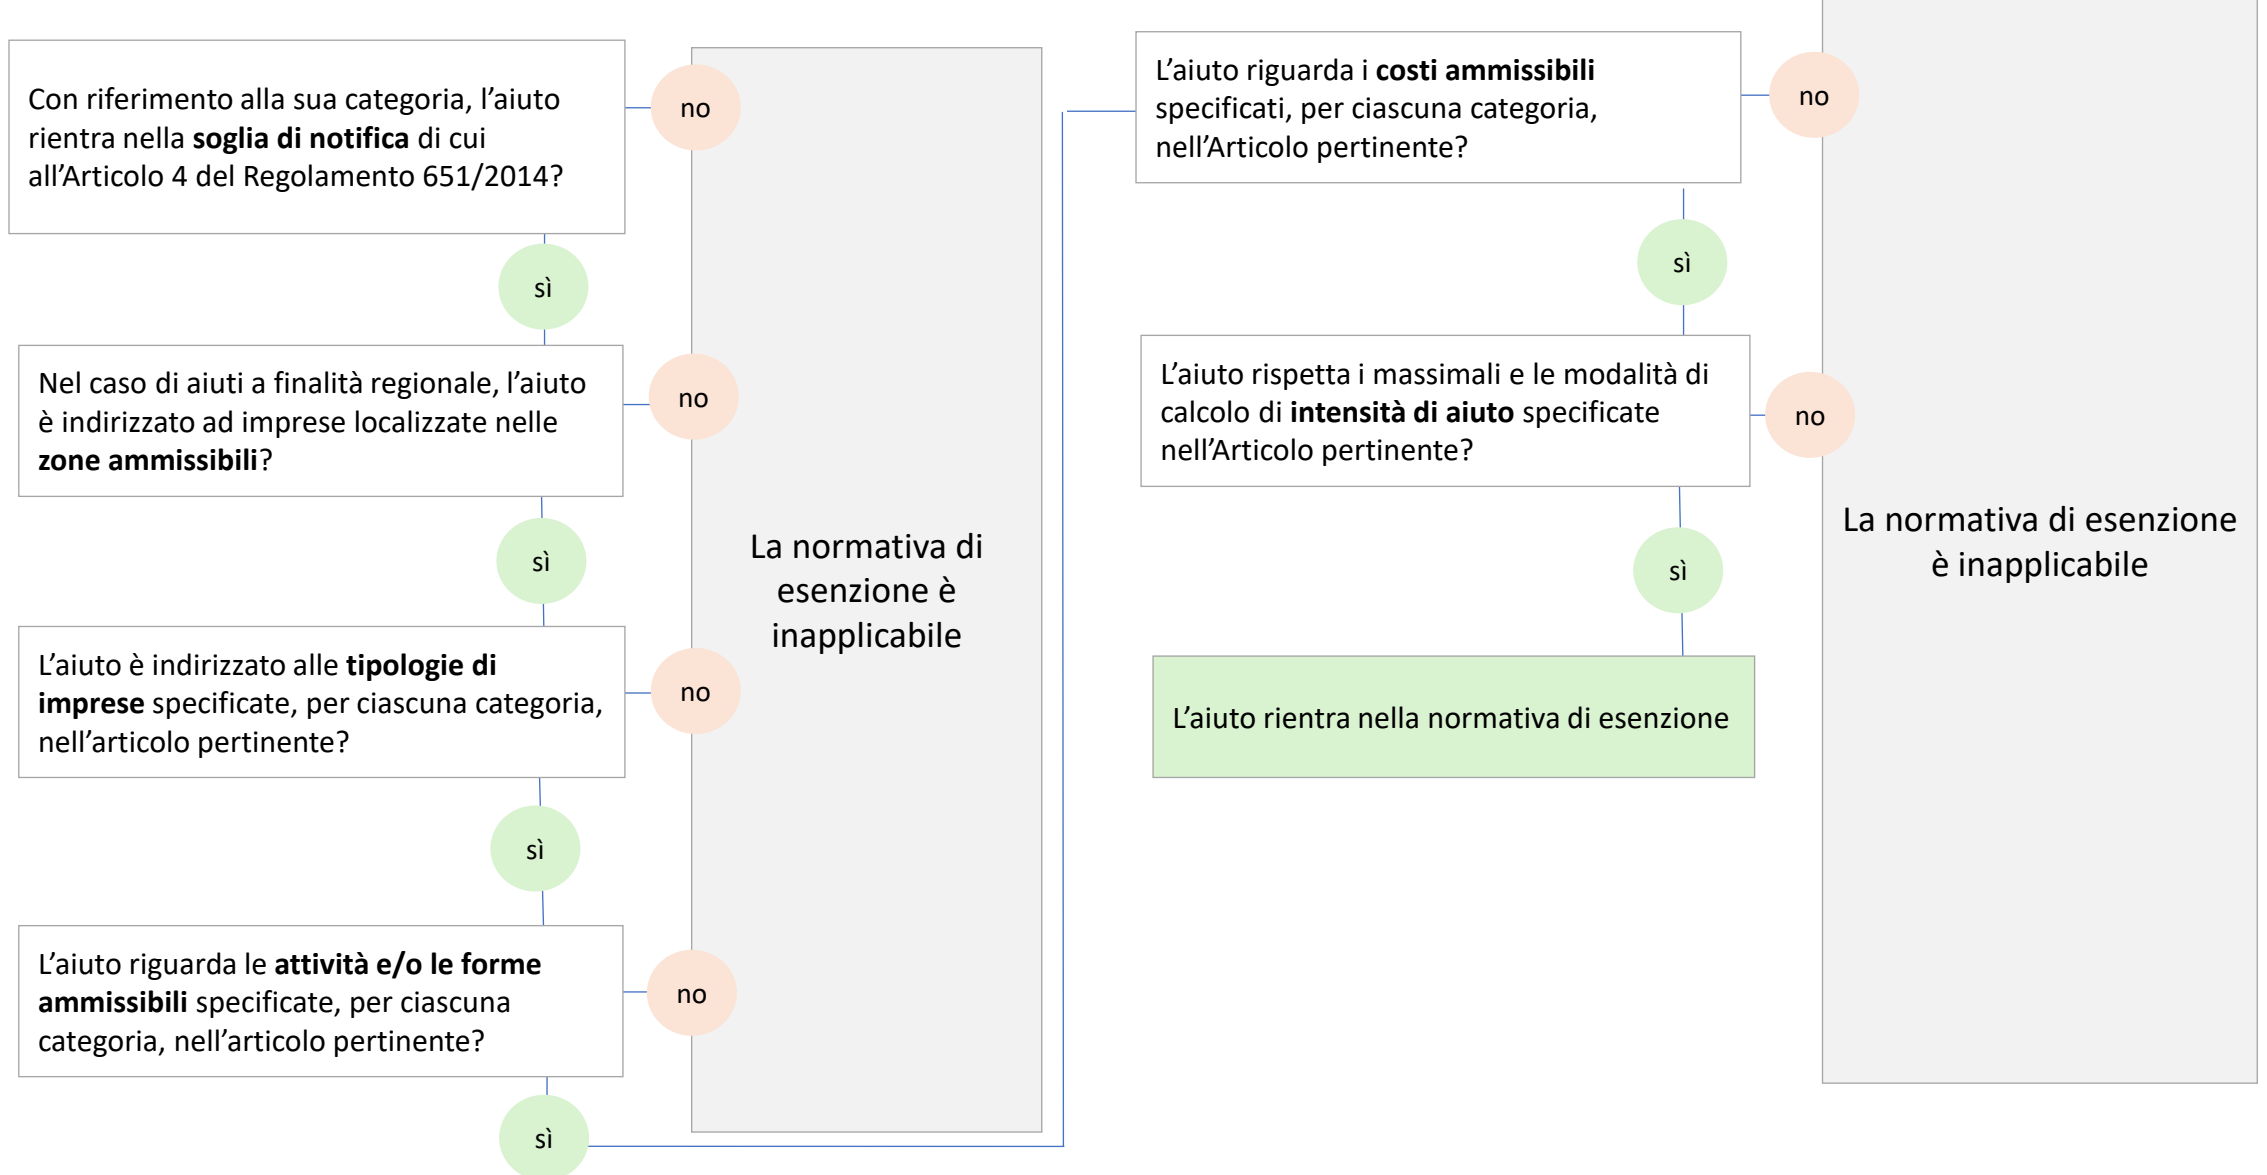 Con riferimento alla sua categoria, l’aiuto
rientra nella soglia di notifica di cui
all’Articolo 4 del Regolamento 651/2014?
no
sì
Nel caso di aiuti a finalità regionale, l’aiuto
è indirizzato ad imprese localizzate nelle
zone ammissibili?
no
sì
L’aiuto è indirizzato alle tipologie di
imprese specificate, per ciascuna categoria,
nell’articolo pertinente?
no
sì
L’aiuto riguarda le attività e/o le forme
ammissibili specificate, per ciascuna
categoria, nell’articolo pertinente?
no
sì
La normativa di
esenzione è
inapplicabile
L’aiuto riguarda i costi ammissibili
specificati, per ciascuna categoria,
nell’Articolo pertinente?
no
sì
L’aiuto rispetta i massimali e le modalità di
calcolo di intensità di aiuto specificate
nell’Articolo pertinente?
no
sì
L’aiuto rientra nella normativa di esenzione
La normativa di esenzione
è inapplicabile